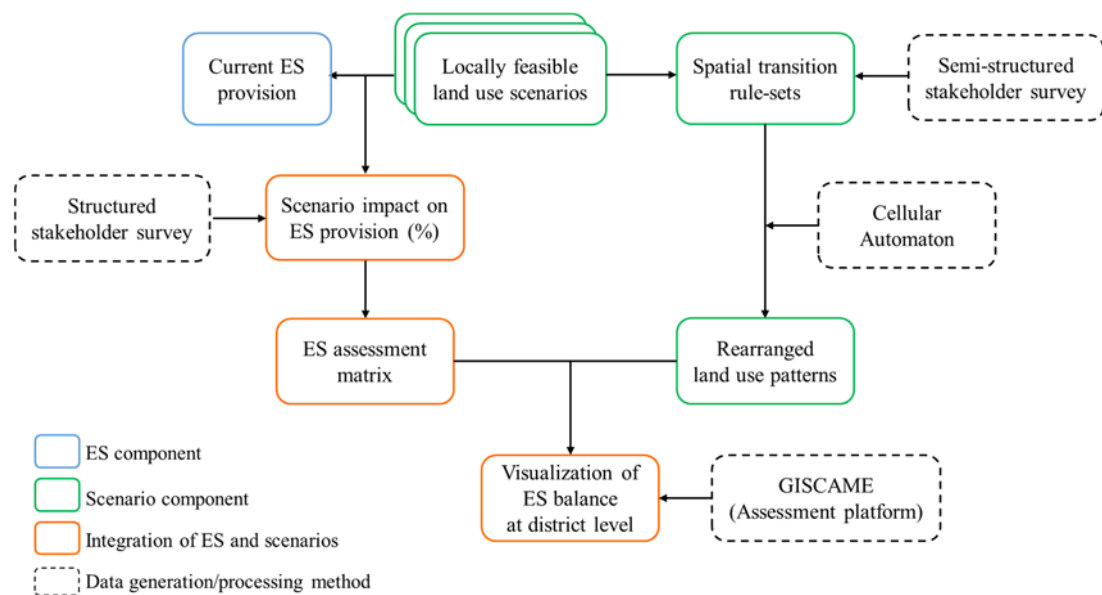 Current ES
provision
Locally feasible
land use scenarios
Spatial transition
rule-sets
Semi-structured
stakeholder survey
Structured
stakeholder survey
Scenario impact on
ES provision (%)
Cellular
Automaton
ES assessment
matrix
Rearranged
land use patterns
Visualization of
ES balance
at district level
GISCAME
(Assessment platform)
ES component
Scenario component
Integration of ES and scenarios
Data generation/processing method